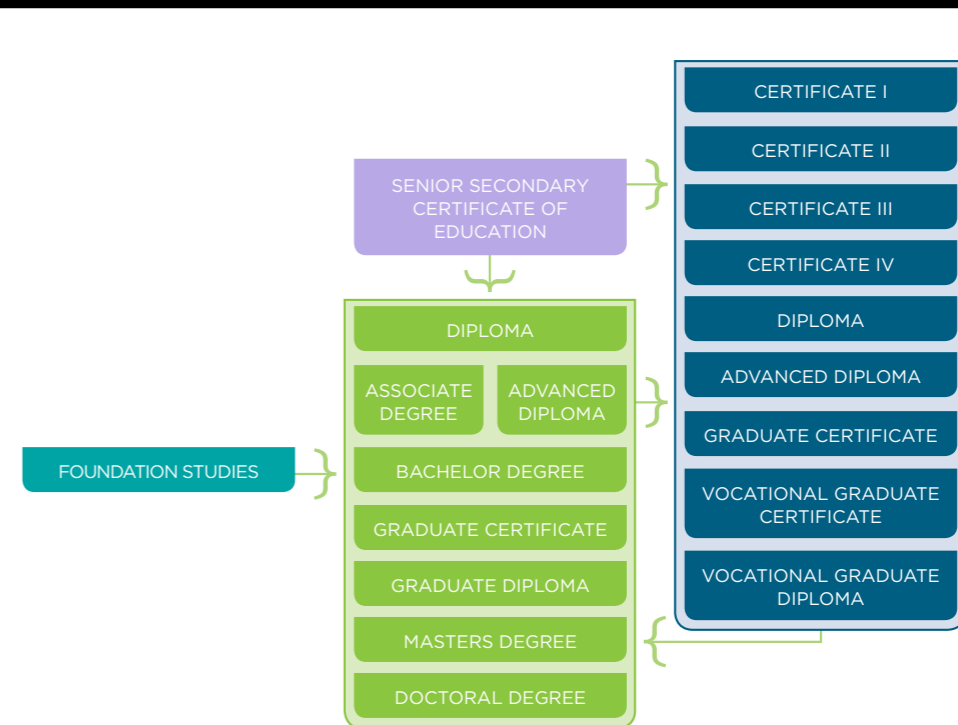 SENIOR SECONDARY
CERTIFICATE OF
EDUCATION
FOUNDATION STUDIES
DIPLOMA
ASSOCIATE
DEGREE
ADVANCED
DIPLOMA
BACHELOR DEGREE
GRADUATE CERTIFICATE
GRADUATE DIPLOMA
MASTERS DEGREE
DOCTORAL DEGREE
CERTIFICATE I
CERTIFICATE II
CERTIFICATE III
CERTIFICATE IV
DIPLOMA
ADVANCED DIPLOMA
GRADUATE CERTIFICATE
VOCATIONAL GRADUATE
CERTIFICATE
VOCATIONAL GRADUATE
DIPLOMA